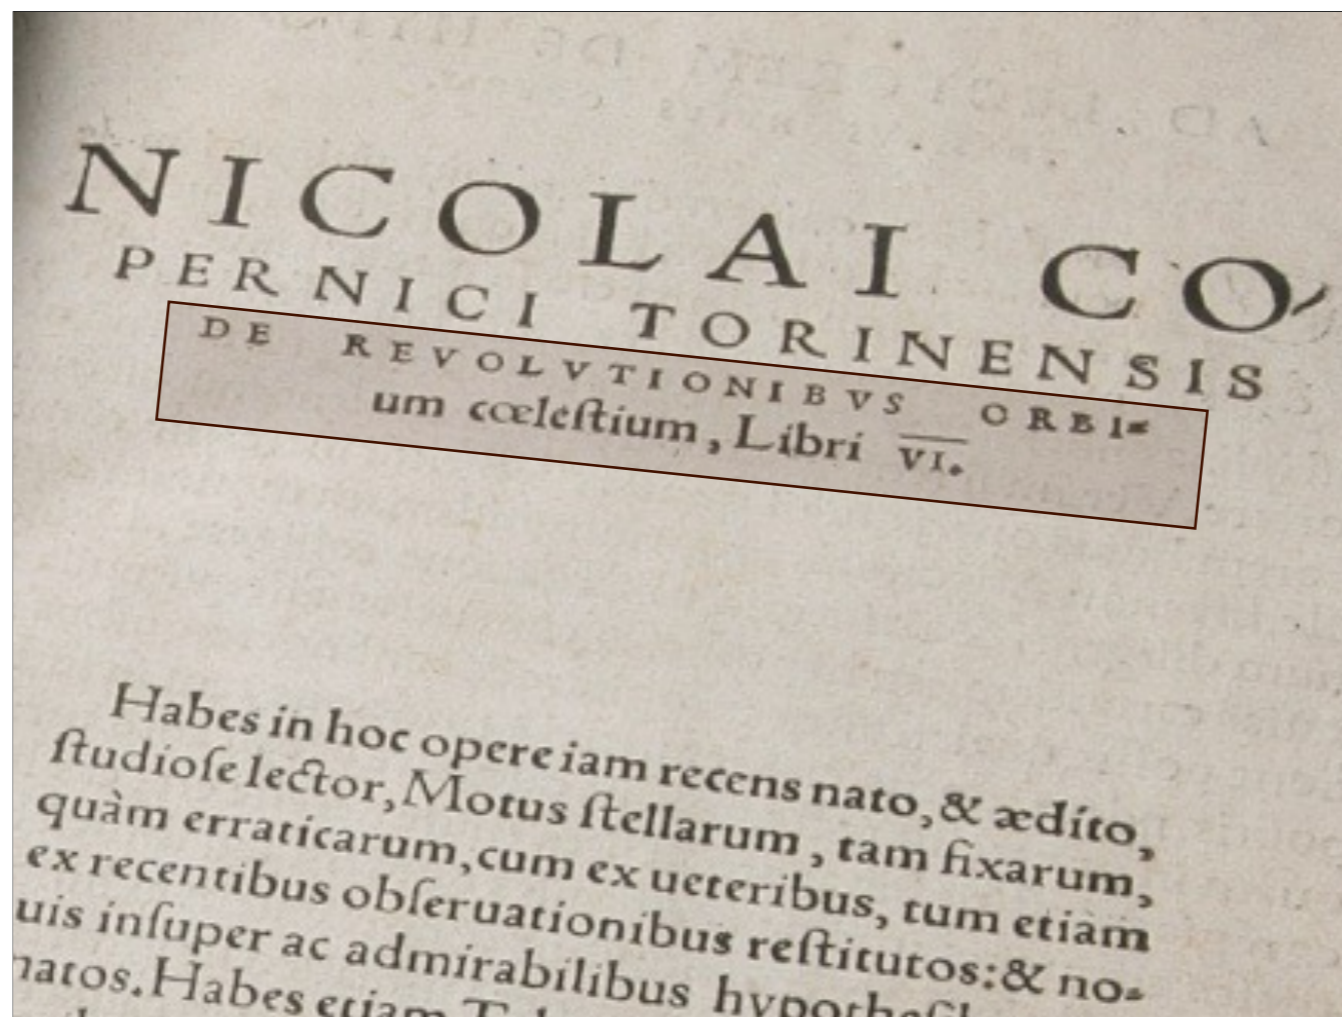 NICOLAI CO-
PERNICI TORINENSIS
DE REVOLVTIONIBVS ORBI=
um cœleſtium, Libri VI.
Habes in hoc opere iam recens nato, & ædito,
ſtudioſe lector, Motus ſtellarum, tam fixarum,
quàm erraticarum, cum ex ueteribus, tum etiam
ex recentibus obſeruationibus reſtitutos: & no-
uis inſuper ac admirabilibus
natos. Habes etiam